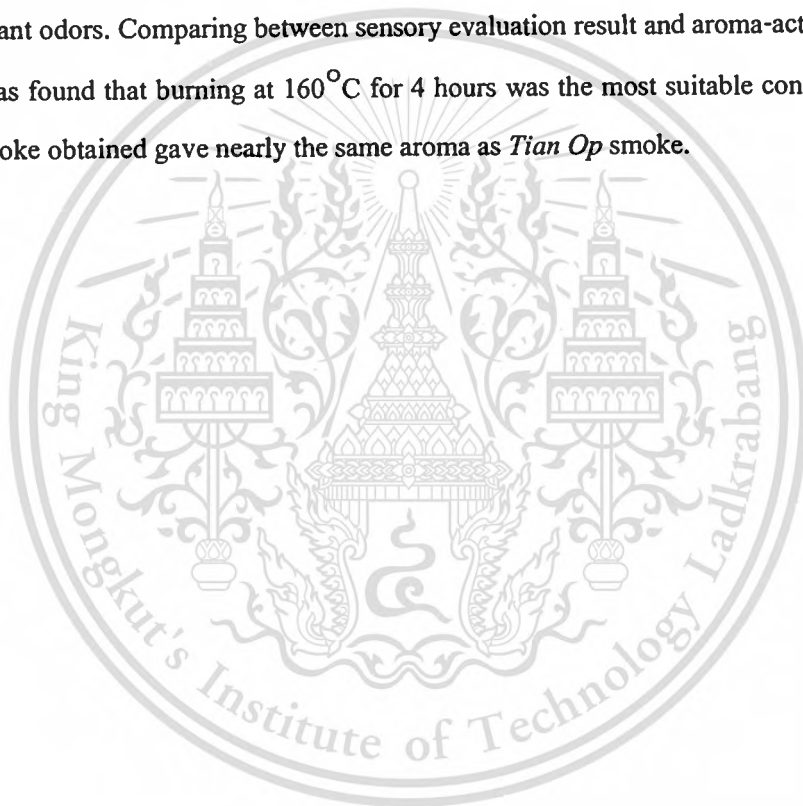 ant odors. Comparing between sensory evaluation result and aroma-act
as found that burning at 160°C for 4 hours was the most suitable con
oke obtained gave nearly the same aroma as Tian Op smoke.
King Mongkut's Institute of Technology Ladkrabang